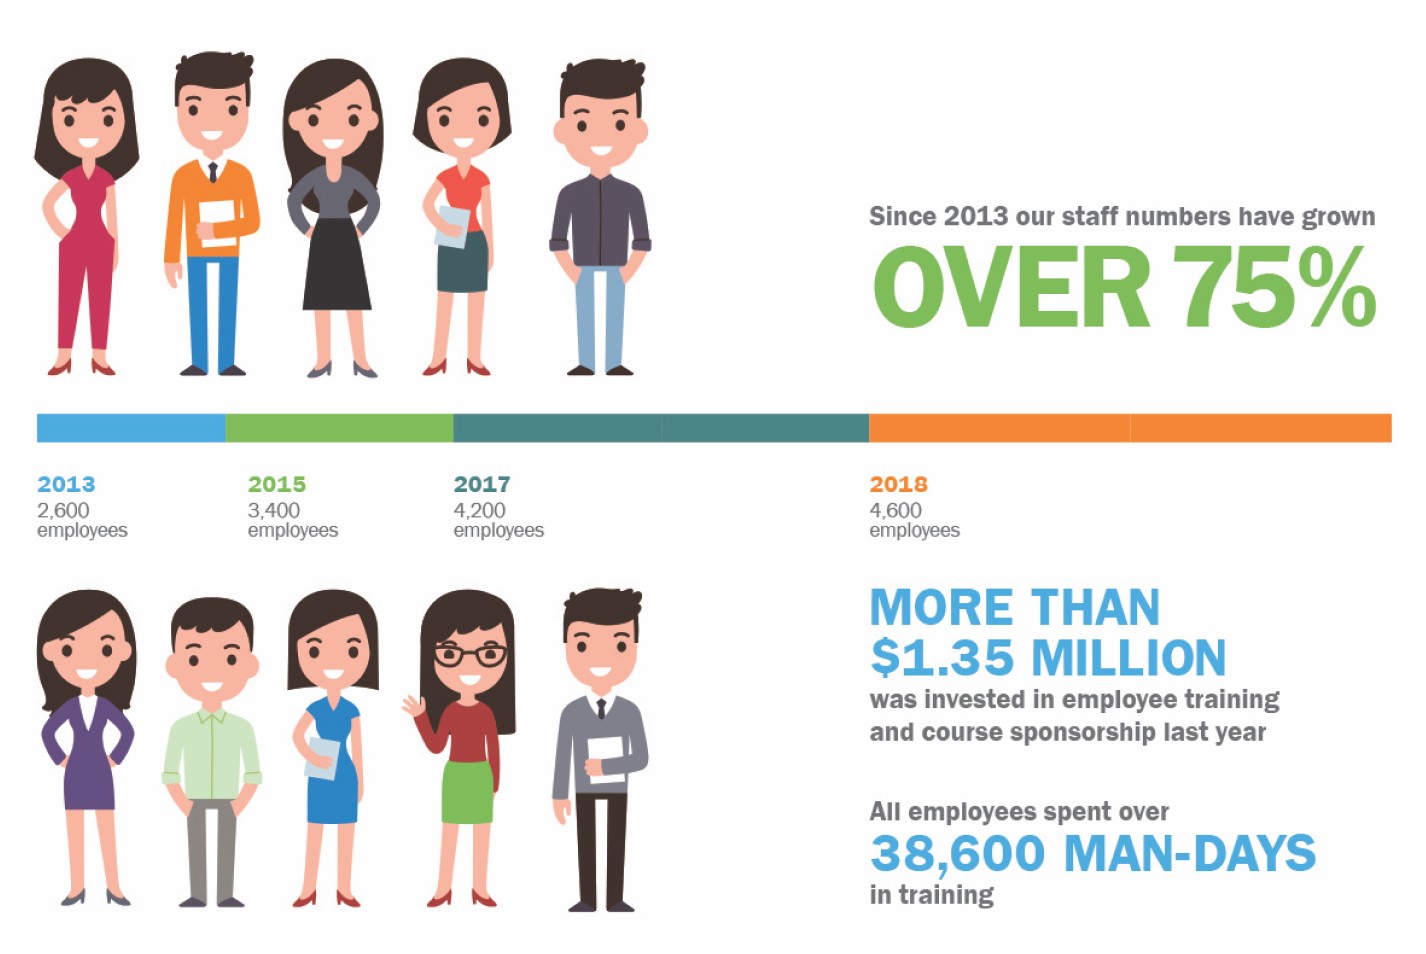 Since 2013 our staff numbers have grown
OVER 75%
2013
2,600
employees
2015
3,400
employees
2017
4,200
employees
2018
4,600
employees
MORE THAN
$1.35 MILLION
was invested in employee training
and course sponsorship last year
All employees spent over
38,600 MAN-DAYS
in training